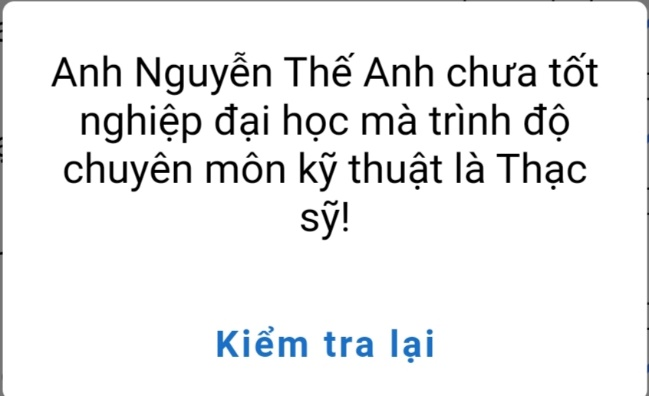 Anh Nguyễn Thế Anh chưa tốt
nghiệp đại học mà trình độ
chuyên môn kỹ thuật là Thạc
sỹ!
Kiểm tra lại